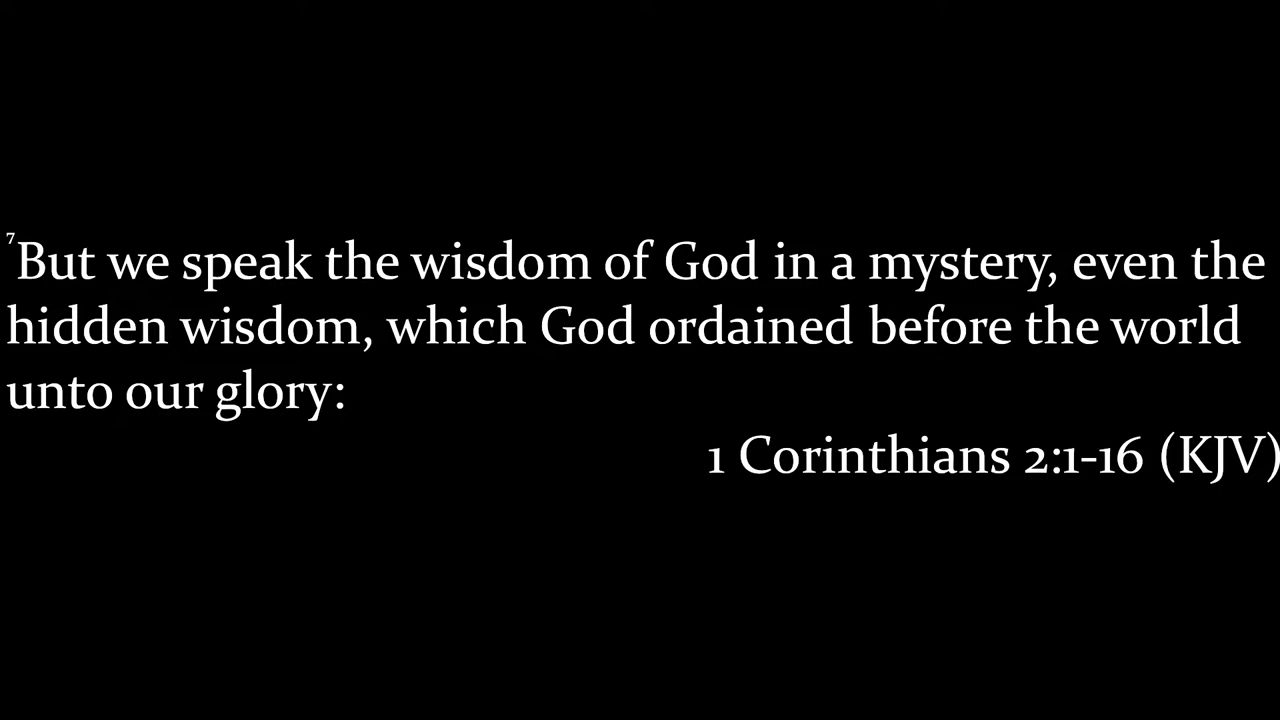 7But we speak the wisdom of God in a mystery, even the
hidden wisdom, which God ordained before the world
unto our glory:
1 Corinthians 2:1-16 (KJV)